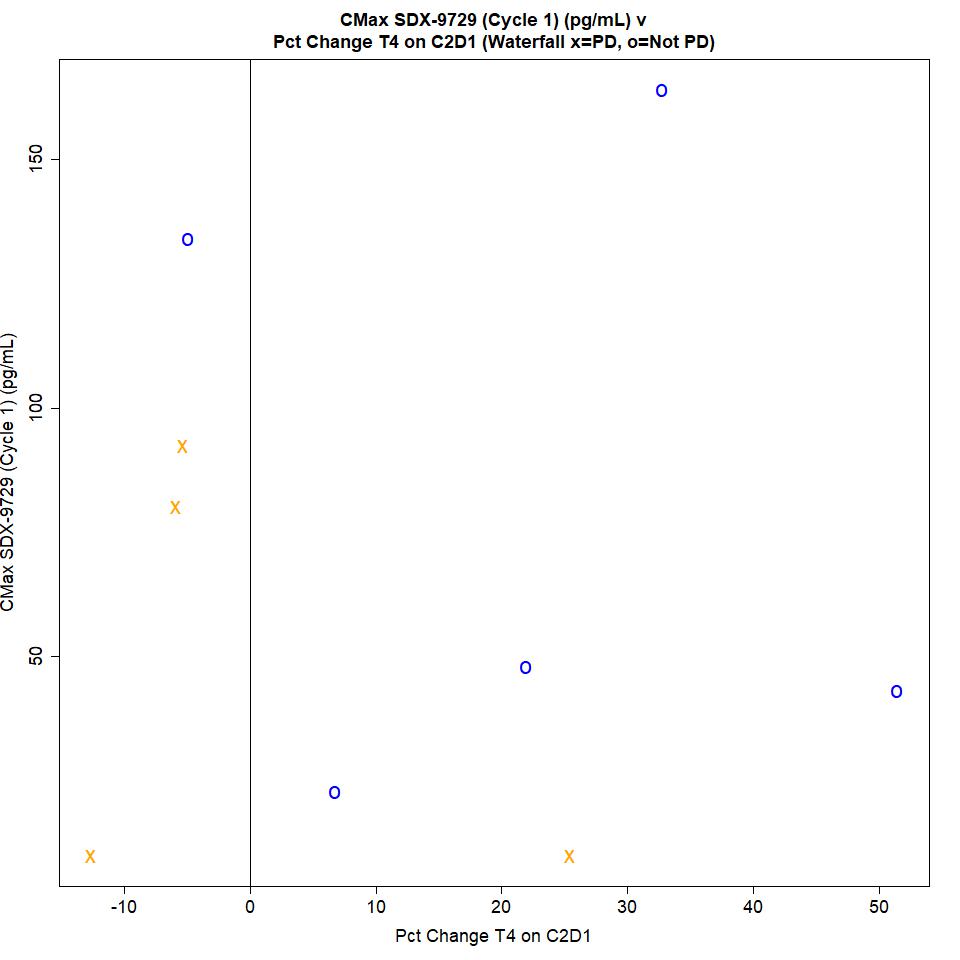 CMax SDX-9729 (Cycle 1) (pg/mL) v
Pct Change T4 on C2D1 (Waterfall x=PD, o=Not PD)
CMax SDX-9729 (Cycle 1) (pg/mL)
150
100
50
O
O
X
X
O
O
O
X
X
-10 0 10 20 30 40 50
Pct Change T4 on C2D1